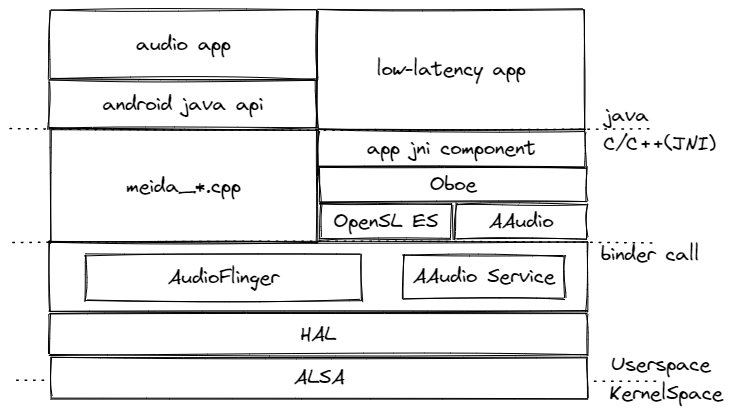 audio app
low-latency app
android java api
java
C/C++(JNI)
app jni component
meida_*.cpp
Oboe
OpenSL ES
AAudio
binder call
AudioFlinger
AAudio Service
HAL
Userspace
ALSA
KernelSpace